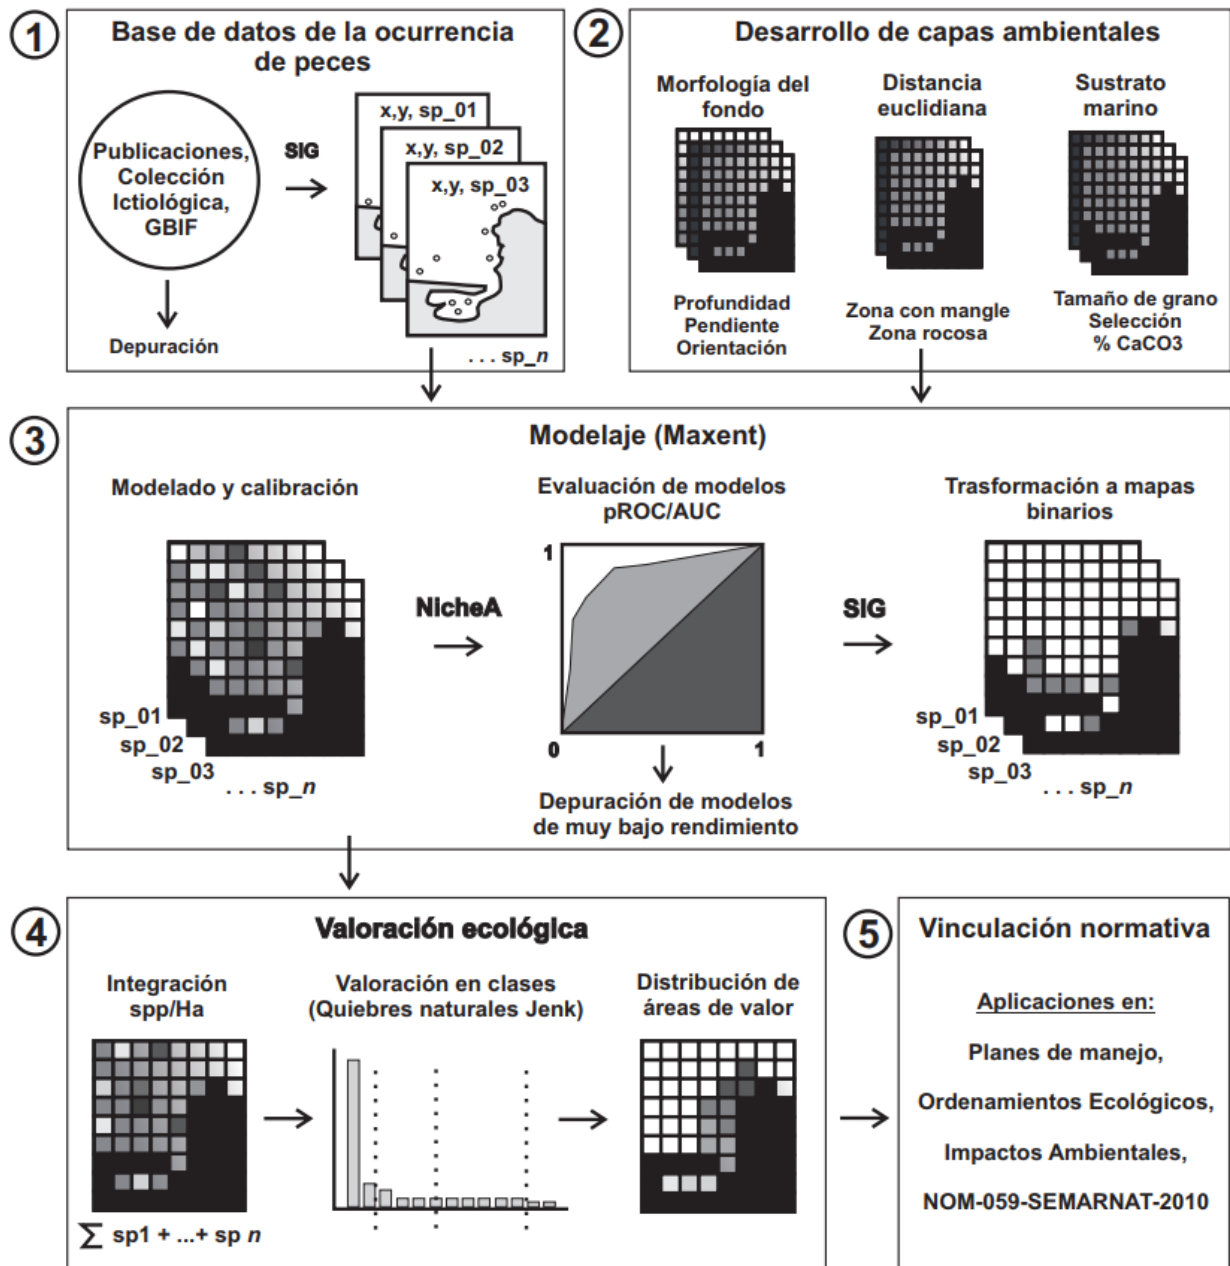 1
Base de datos de la ocurrencia
de peces
Publicaciones,
Colección
Ictiológica,
GBIF
SIG
x,y, sp_01
x,y, sp_02
x,y, sp_03
Depuración
. . . sp_n
2
Desarrollo de capas ambientales
Morfología del
fondo
Distancia
euclidiana
Sustrato
marino
Profundidad
Pendiente
Orientación
Zona con mangle
Zona rocosa
Tamaño de grano
Selección
% CaCO3
3
Modelaje (Maxent)
Modelado y calibración
Evaluación de modelos
pROC/AUC
Trasformación a mapas
binarios
sp_01
sp_02
sp_03
. . . sp_n
NicheA
1
0
1
Depuración de modelos
de muy bajo rendimiento
SIG
sp_01
sp_02
sp_03
. . . sp_n
4
Valoración ecológica
Integración
spp/Ha
Valoración en clases
(Quiebres naturales Jenk)
Distribución de
áreas de valor
∑ sp1 + ...+ sp n
5
Vinculación normativa
Aplicaciones en:
Planes de manejo,
Ordenamientos Ecológicos,
Impactos Ambientales,
NOM-059-SEMARNAT-2010